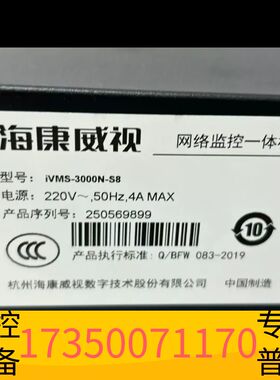 海康威视
网络监控一体
型号: iVMS-3000N-S8
电源: 220V～,50Hz,4A MAX
产品序列号: 250569899
10
CCC
产品执行标准: Q/BFW 083-2019
杭州海康威视数字技术股份有限公司 中国制造
控 专
17350071170
备 普